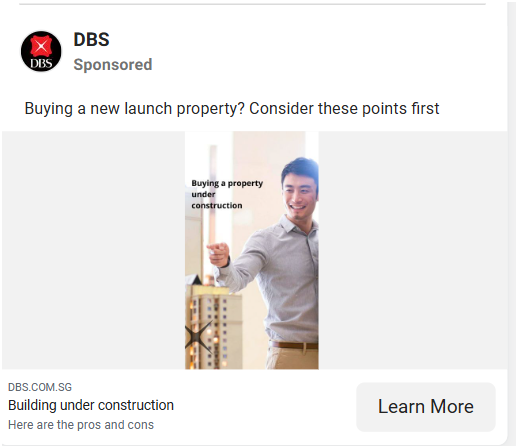 DBS
DBS
Sponsored
Buying a new launch property? Consider these points first
Buying a property
under
construction
DBS.COM.SG
Building under construction
Here are the pros and cons
Learn More